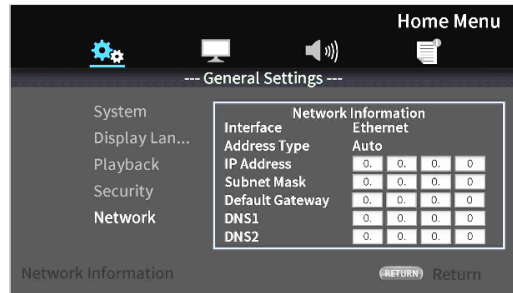 Home Menu
--- General Settings ---
System
Display Lan...
Playback
Security
Network
Network Information
Interface Ethernet
Address Type Auto
IP Address 0. 0. 0. 0
Subnet Mask 0. 0. 0. 0
Default Gateway 0. 0. 0. 0
DNS1 0. 0. 0. 0
DNS2 0. 0. 0. 0
Network Information
RETURN Return